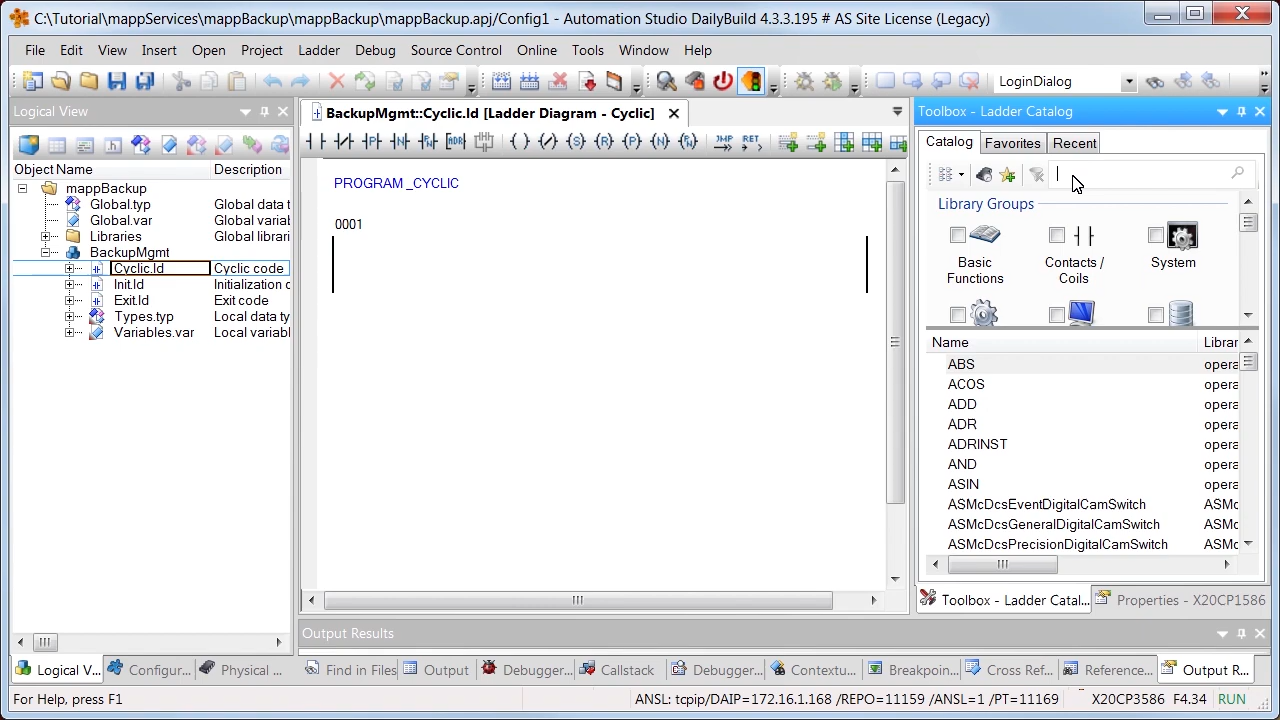 C:\Tutorial\mappServices\mappBackup\mappBackup\mappBackup.apj/Config1 - Automation Studio DailyBuild 4.3.3.195 # AS Site License (Legacy)
File Edit View Insert Open Project Ladder Debug Source Control Online Tools Window Help
LoginDialog
Logical View
BackupMgmt::Cyclic.ld [Ladder Diagram - Cyclic]
Toolbox - Ladder Catalog
Catalog Favorites Recent
Object Name Description
mappBackup
Global.typ Global data t
Global.var Global variab
Libraries Global librari
BackupMgmt
Cyclic.ld Cyclic code
Init.ld Initialization c
Exit.ld Exit code
Types.typ Local data ty
Variables.var Local variabl
ADR
JMP RET
PROGRAM _CYCLIC
0001
Library Groups
Basic Functions
Contacts / Coils
System
Name Librar
ABS opera
ACOS opera
ADD opera
ADR opera
ADRINST opera
AND opera
ASIN opera
ASMcDcsEventDigitalCamSwitch ASMc
ASMcDcsGeneralDigitalCamSwitch ASMc
ASMcDcsPrecisionDigitalCamSwitch ASMc
Toolbox - Ladder Catal... Properties - X20CP1586
Output Results
Logical V... Configur... Physical ... Find in Files Output Debugger... Callstack Debugger... Contextu... Breakpoin... Cross Ref... Reference... Output R...
For Help, press F1 ANSL: tcpip/DAIP=172.16.1.168 /REPO=11159 /ANSL=1 /PT=11169 X20CP3586 F4.34 RUN